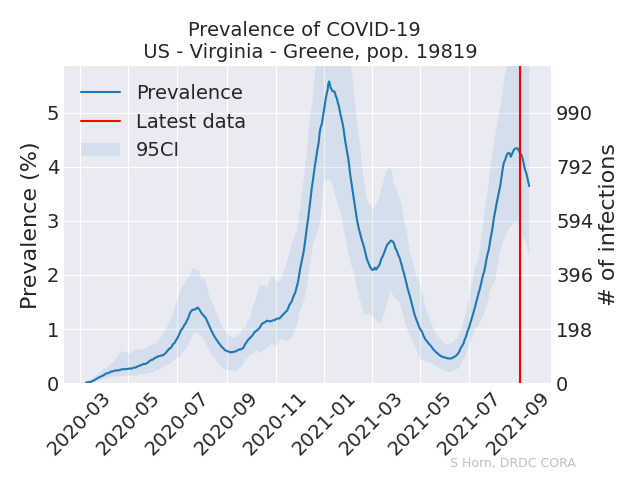 Prevalence of COVID-19
US - Virginia - Greene, pop. 19819
Prevalence
Latest data
95CI
Prevalence (%)
5
4
3
2
1
0
990
792
594
396
198
0
# of infections
2020-03
2020-05
2020-07
2020-09
2020-11
2021-01
2021-03
2021-05
2021-07
2021-09
S Horn, DRDC CORA